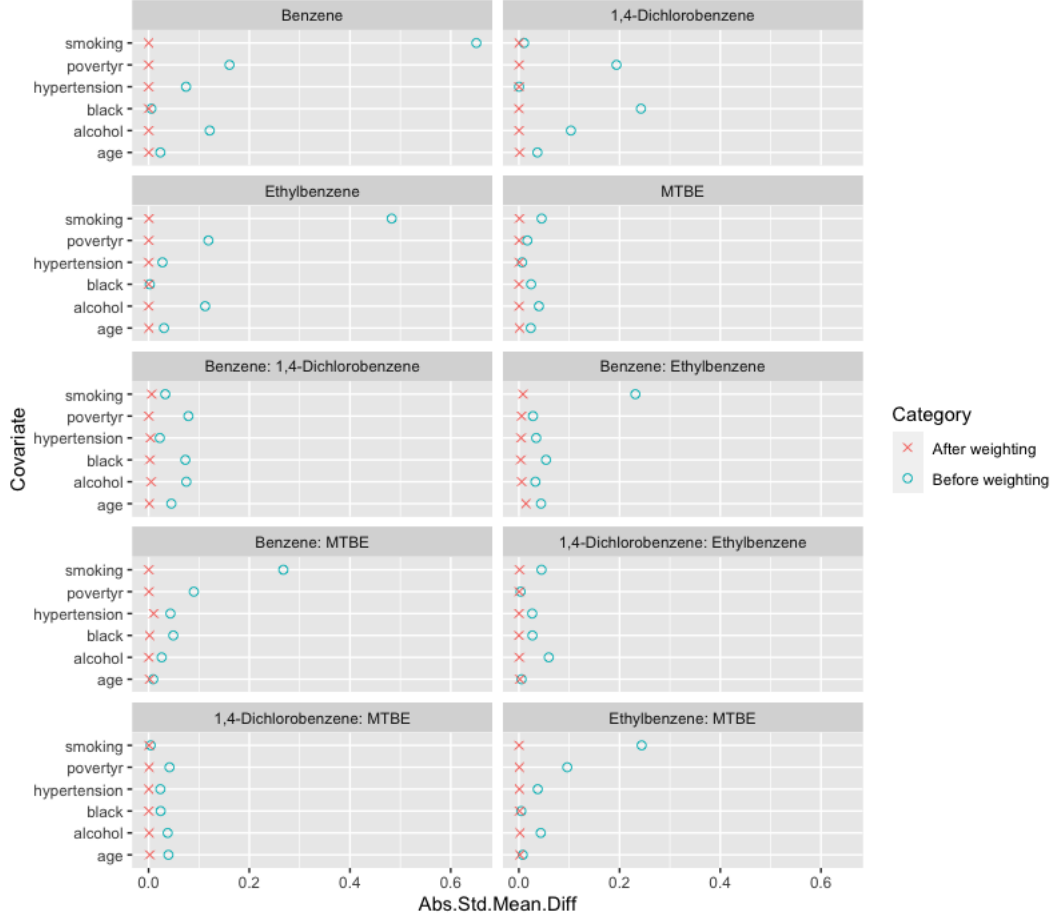 Benzene
1,4-Dichlorobenzene
smoking
povertyr
hypertension
black
alcohol
age
Ethylbenzene
MTBE
smoking
povertyr
hypertension
black
alcohol
age
Benzene: 1,4-Dichlorobenzene
Benzene: Ethylbenzene
smoking
povertyr
hypertension
black
alcohol
age
Benzene: MTBE
1,4-Dichlorobenzene: Ethylbenzene
smoking
povertyr
hypertension
black
alcohol
age
1,4-Dichlorobenzene: MTBE
Ethylbenzene: MTBE
smoking
povertyr
hypertension
black
alcohol
age
0.0 0.2 0.4 0.6
0.0 0.2 0.4 0.6
Abs.Std.Mean.Diff
Covariate
Category
After weighting
Before weighting